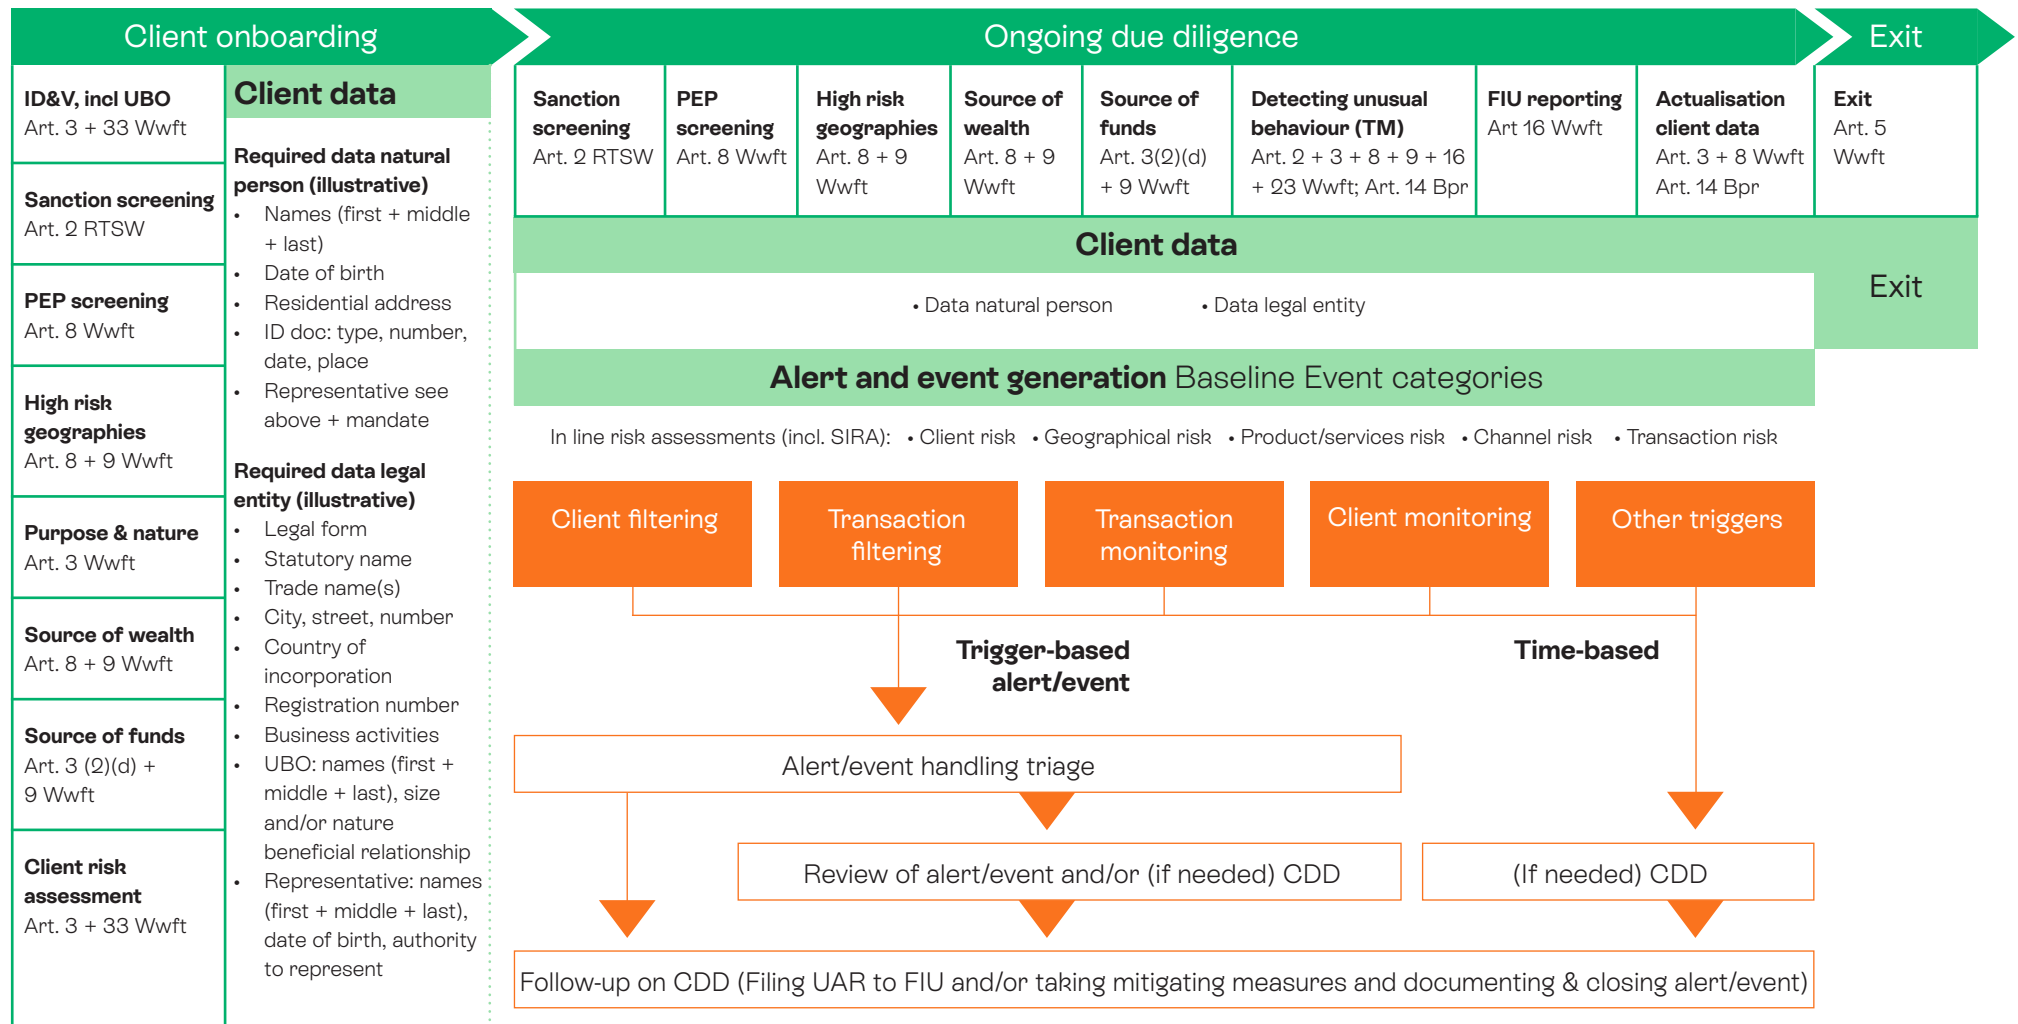 Client onboarding
Ongoing due diligence
Exit
ID&V, incl UBO
Art. 3 + 33 Wwft
Sanction screening
Art. 2 RTSW
PEP screening
Art. 8 Wwft
High risk
geographies
Art. 8 + 9 Wwft
Purpose & nature
Art. 3 Wwft
Source of wealth
Art. 8 + 9 Wwft
Source of funds
Art. 3 (2)(d) +
9 Wwft
Client risk
assessment
Art. 3 + 33 Wwft
Client data
Required data natural
person (illustrative)
• Names (first + middle
+ last)
• Date of birth
• Residential address
• ID doc: type, number,
date, place
• Representative see
above + mandate
Required data legal
entity (illustrative)
• Legal form
• Statutory name
• Trade name(s)
• City, street, number
• Country of
incorporation
• Registration number
• Business activities
• UBO: names (first +
middle + last), size
and/or nature
beneficial relationship
• Representative: names
(first + middle + last),
date of birth, authority
to represent
Sanction
screening
Art. 2 RTSW
PEP
screening
Art. 8 Wwft
High risk
geographies
Art. 8 + 9
Wwft
Source of
wealth
Art. 8 + 9
Wwft
Source of
funds
Art. 3(2)(d)
+ 9 Wwft
Detecting unusual
behaviour (TM)
Art. 2 + 3 + 8 + 9 + 16
+ 23 Wwft; Art. 14 Bpr
FIU reporting
Art 16 Wwft
Actualisation
client data
Art. 3 + 8 Wwft
Art. 14 Bpr
Exit
Art. 5
Wwft
Client data
• Data natural person • Data legal entity
Exit
Alert and event generation Baseline Event categories
In line risk assessments (incl. SIRA): • Client risk • Geographical risk • Product/services risk • Channel risk • Transaction risk
Client filtering
Transaction
filtering
Transaction
monitoring
Client monitoring
Other triggers
Trigger-based
alert/event
Time-based
Alert/event handling triage
Review of alert/event and/or (if needed) CDD
(If needed) CDD
Follow-up on CDD (Filing UAR to FIU and/or taking mitigating measures and documenting & closing alert/event)